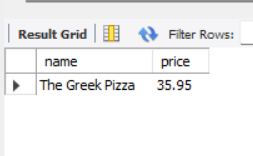 Result Grid Filter Rows:
name price
The Greek Pizza 35.95